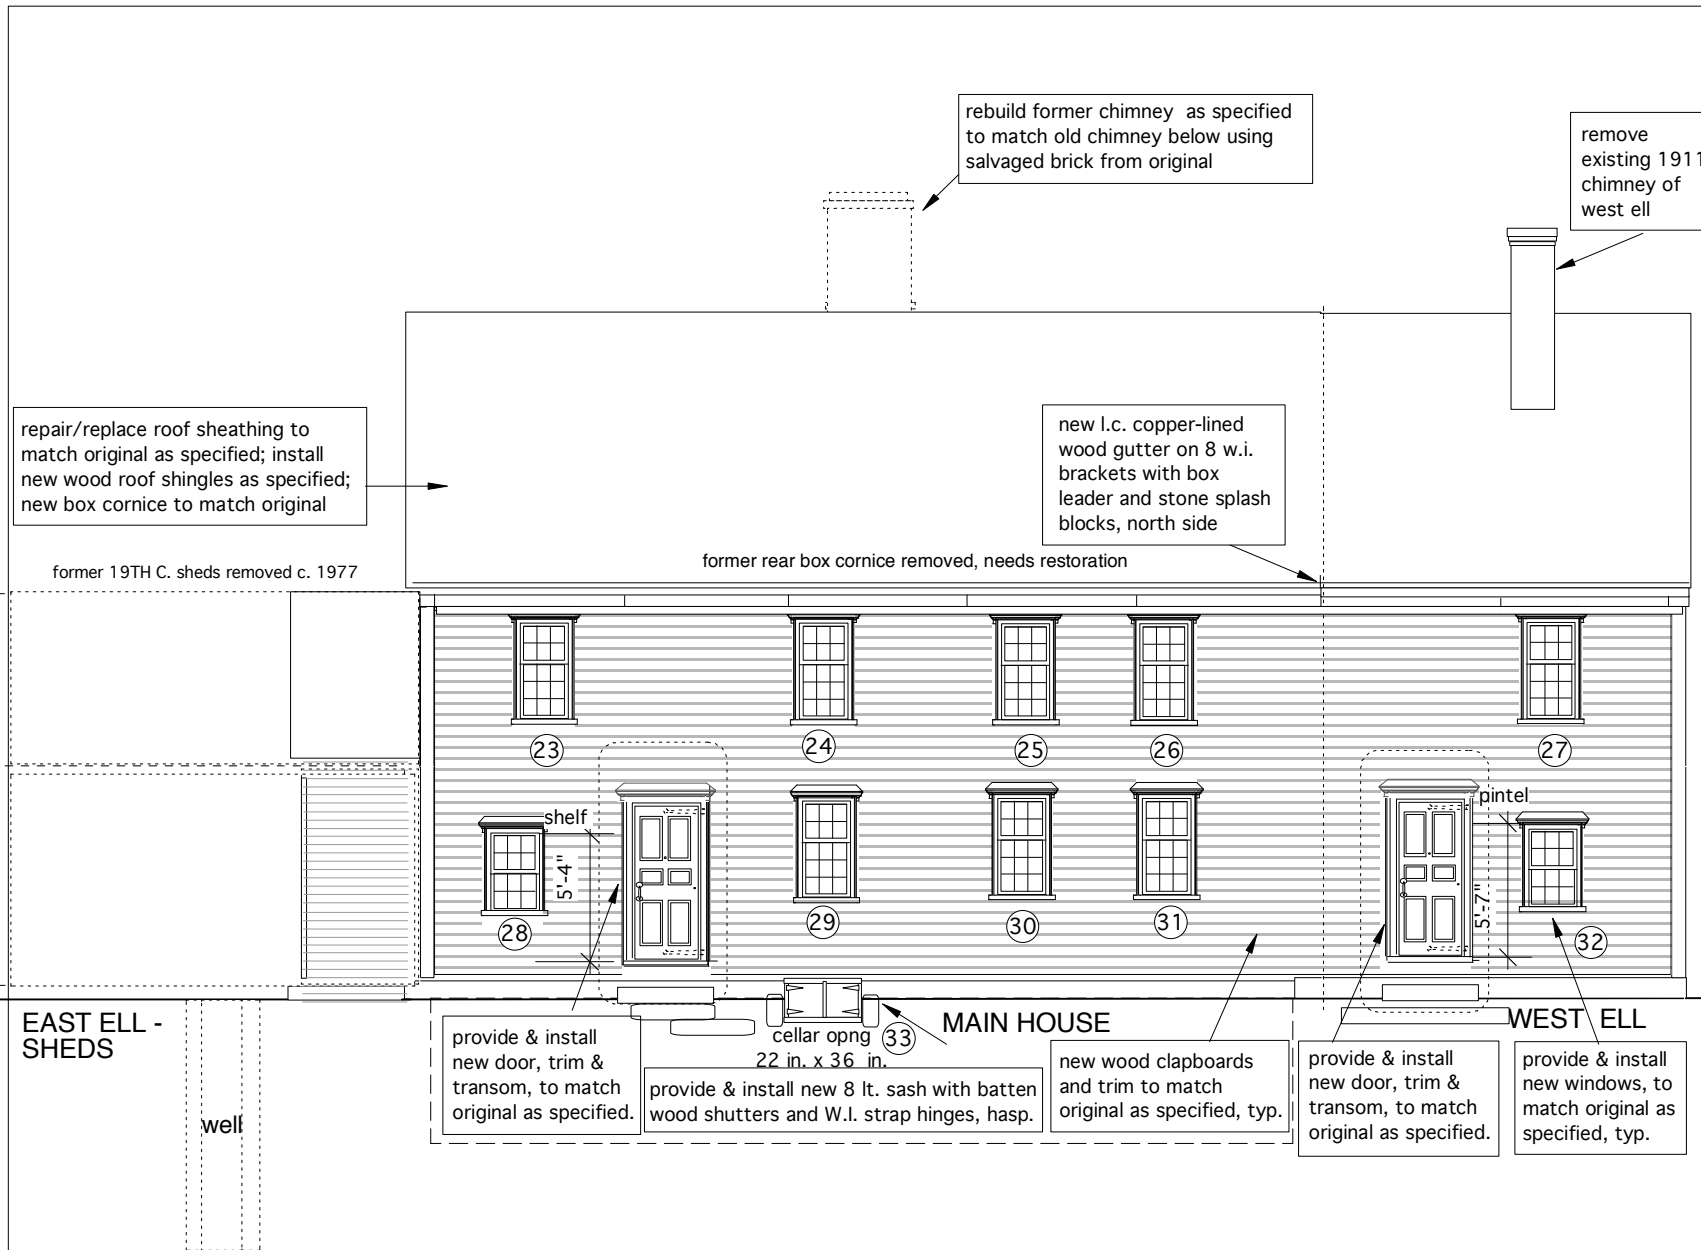 rebuild former chimney as specified
to match old chimney below using
salvaged brick from original
remove
existing 1911
chimney of
west ell
repair/replace roof sheathing to
match original as specified; install
new wood roof shingles as specified;
new box cornice to match original
new l.c. copper-lined
wood gutter on 8 w.i.
brackets with box
leader and stone splash
blocks, north side
former rear box cornice removed, needs restoration
former 19TH C. sheds removed c. 1977
23
24
25
26
27
shelf
5'-4"
pintel
5'-7"
28
29
30
31
32
EAST ELL -
SHEDS
MAIN HOUSE
WEST ELL
cellar opng
22 in. x 36 in.
33
provide & install
new door, trim &
transom, to match
original as specified.
provide & install new 8 lt. sash with batten
wood shutters and W.I. strap hinges, hasp.
new wood clapboards
and trim to match
original as specified, typ.
provide & install
new door, trim &
transom, to match
original as specified.
provide & install
new windows, to
match original as
specified, typ.
well